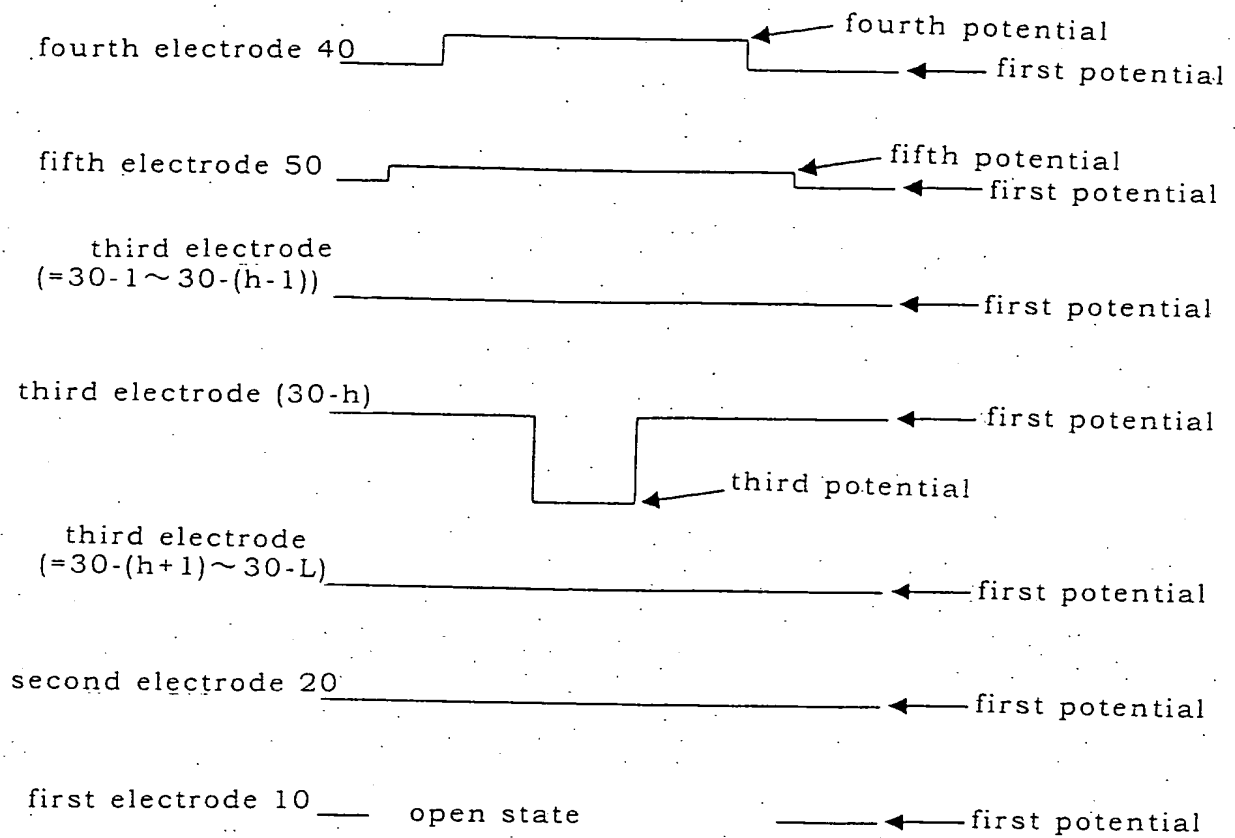 fourth electrode 40
fourth potential
first potential
fifth electrode 50
fifth potential
first potential
third electrode
(=30-1~30-(h-1))
first potential
third electrode (30-h)
first potential
third potential
third electrode
(=30-(h+1)~30-L)
first potential
second electrode 20
first potential
first electrode 10
open state
first potential